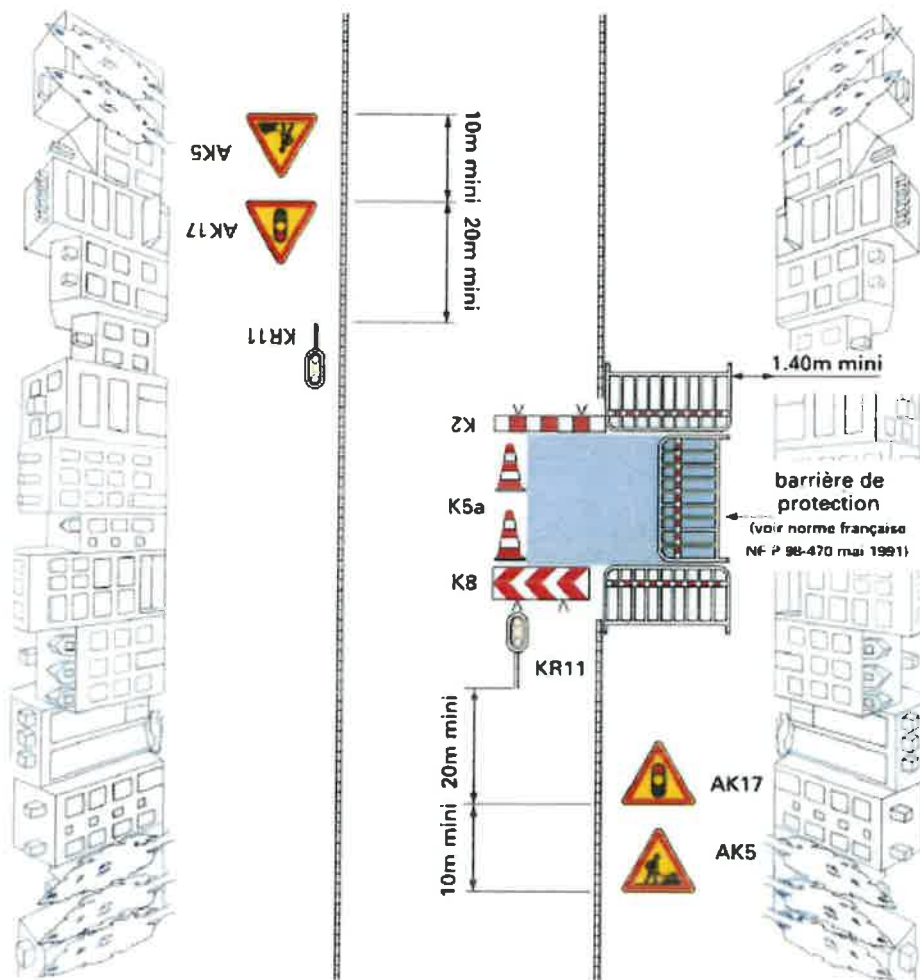 AK5
10m mini
AK17
20m mini
KR11
1.40m mini
K2
barrière de
protection
(voir norme française
NF P 98-470 mai 1991)
K5a
K8
KR11
20m mini
AK17
10m mini
AK5